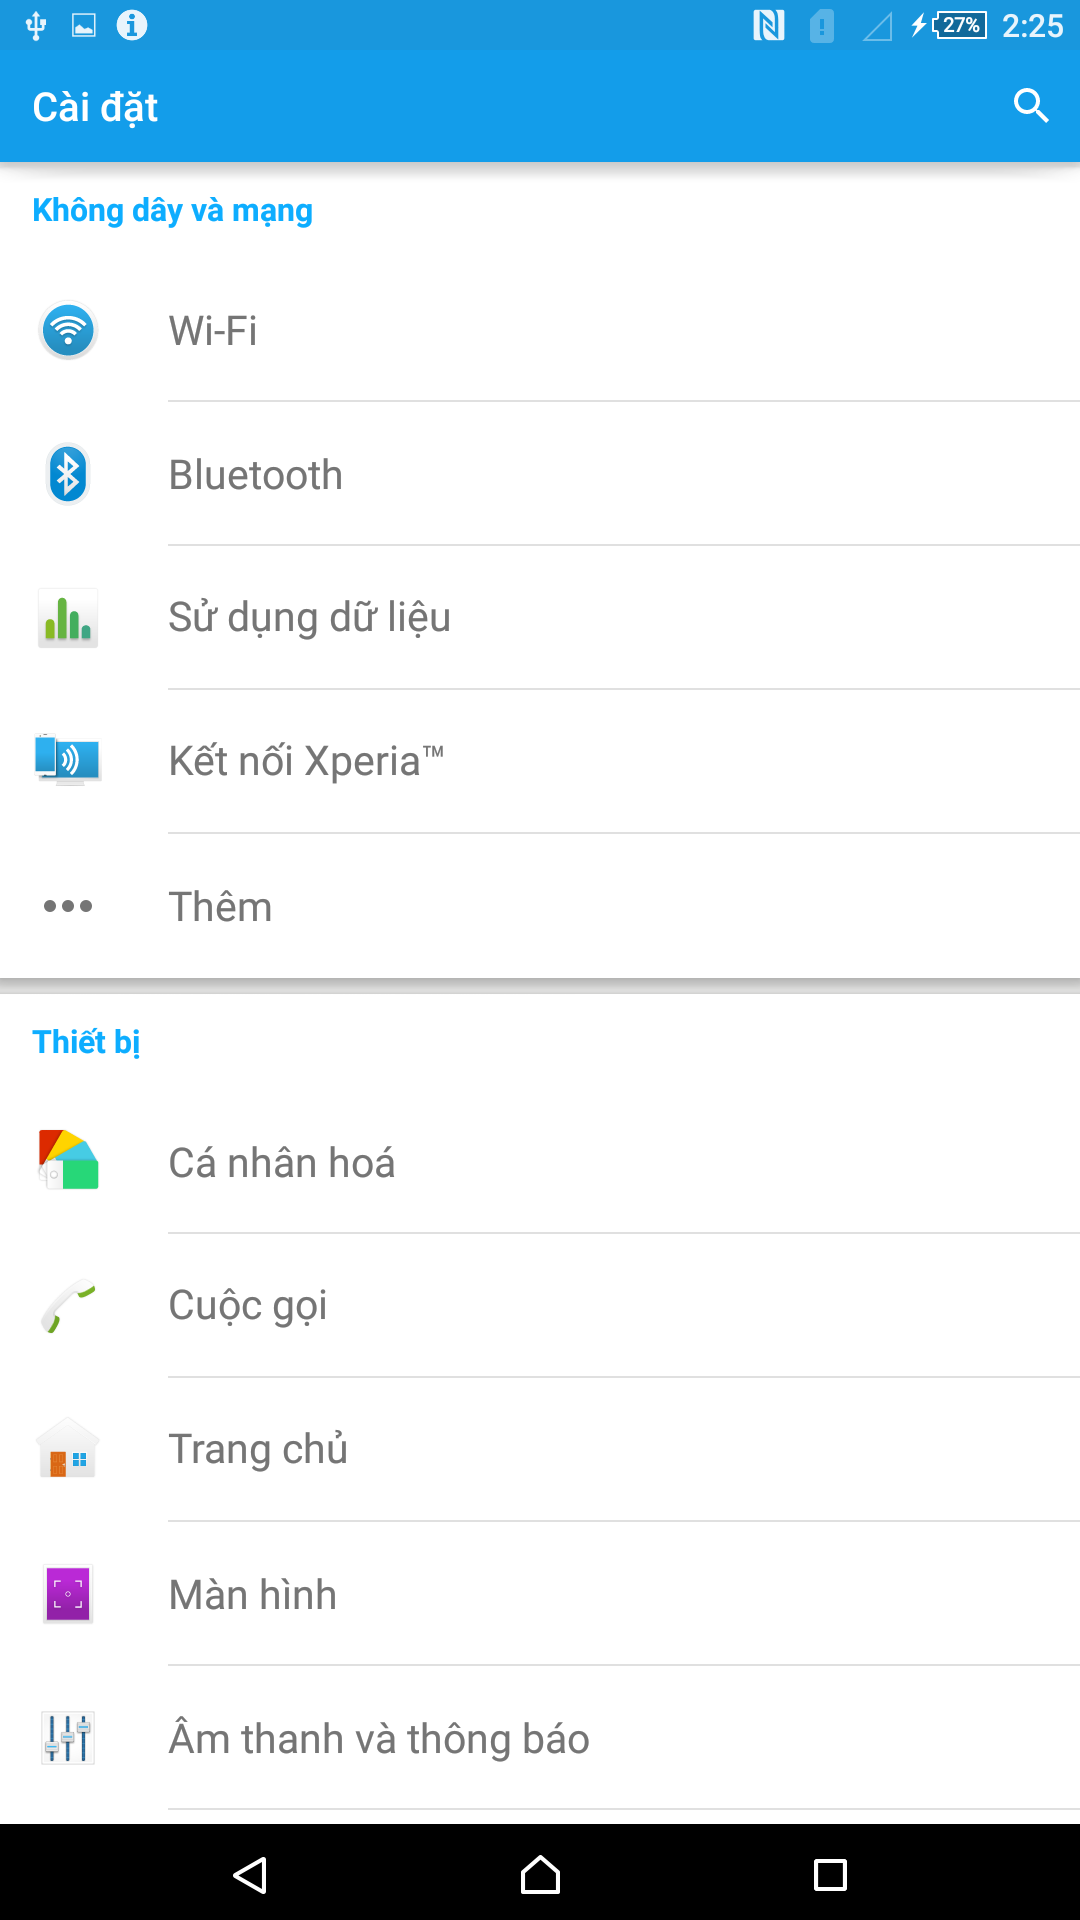 27% 2:25
Cài đặt
Không dây và mạng
Wi-Fi
Bluetooth
Sử dụng dữ liệu
Kết nối Xperia™
Thêm
Thiết bị
Cá nhân hoá
Cuộc gọi
Trang chủ
Màn hình
Âm thanh và thông báo